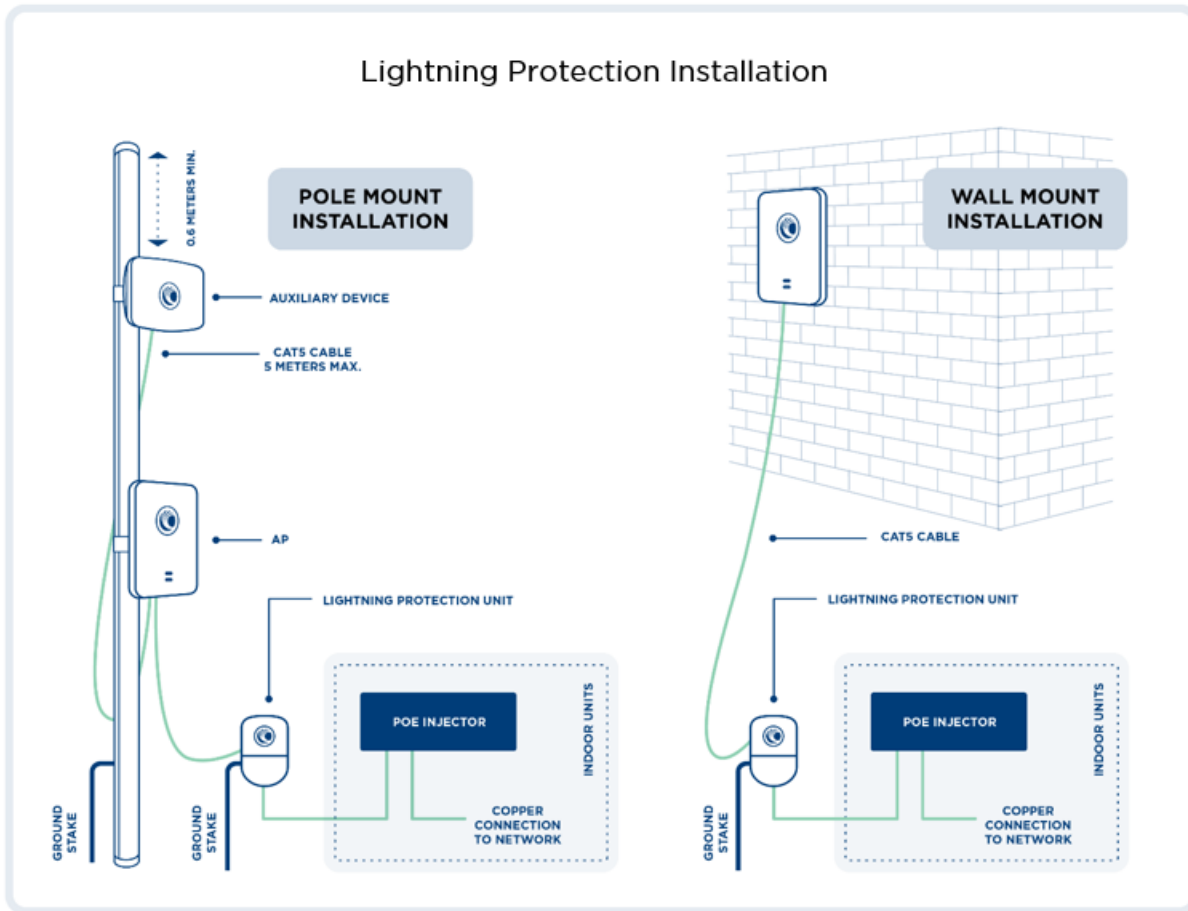 Lightning Protection Installation
0.6 METERS MIN.
POLE MOUNT
INSTALLATION
AUXILIARY DEVICE
CAT5 CABLE
5 METERS MAX.
AP
LIGHTNING PROTECTION UNIT
POE INJECTOR
INDOOR UNITS
COPPER
CONNECTION
TO NETWORK
GROUND
STAKE
GROUND
STAKE
WALL MOUNT
INSTALLATION
CAT5 CABLE
LIGHTNING PROTECTION UNIT
POE INJECTOR
INDOOR UNITS
COPPER
CONNECTION
TO NETWORK
GROUND
STAKE